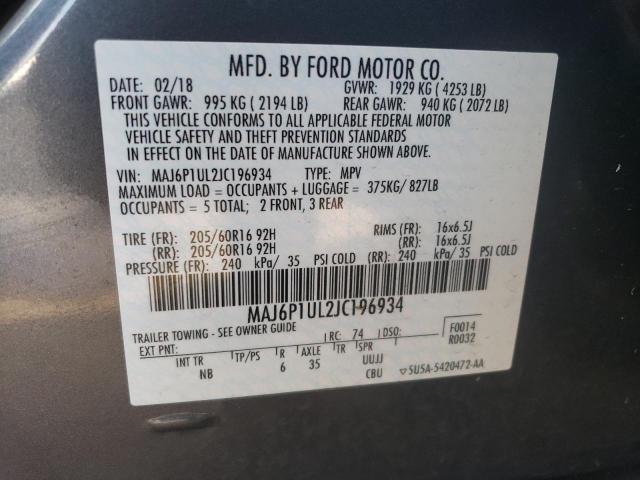 MFD. BY FORD MOTOR CO.
DATE: 02/18 GVWR: 1929 KG ( 4253 LB)
FRONT GAWR: 995 KG ( 2194 LB) REAR GAWR: 940 KG ( 2072 LB)
THIS VEHICLE CONFORMS TO ALL APPLICABLE FEDERAL MOTOR
VEHICLE SAFETY AND THEFT PREVENTION STANDARDS
IN EFFECT ON THE DATE OF MANUFACTURE SHOWN ABOVE.
VIN: MAJ6P1UL2JC196934 TYPE: MPV
MAXIMUM LOAD = OCCUPANTS + LUGGAGE = 375KG/ 827LB
OCCUPANTS = 5 TOTAL; 2 FRONT, 3 REAR
TIRE (FR): 205/60R16 92H RIMS (FR): 16x6.5J
(RR): 205/60R16 92H (RR): 16x6.5J
PRESSURE (FR): 240 kPa/ 35 PSI COLD (RR): 240 kPa/ 35 PSI COLD
MAJ6P1UL2JC196934
TRAILER TOWING - SEE OWNER GUIDE F0014
EXT PNT: RC: 74 DSO: R0032
INT TR TP/PS R AXLE TR SPR UUJJ
NB 6 35 CBU ▽5U5A-5420472-AA